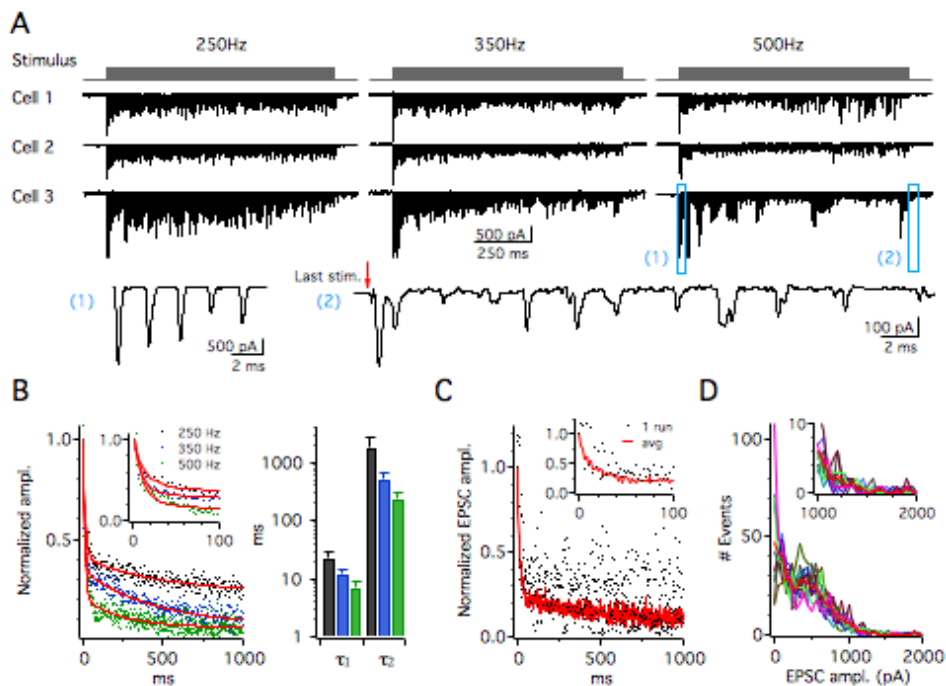 A
250Hz 350Hz 500Hz
Stimulus
Cell 1
Cell 2
Cell 3
500 pA
250 ms
(1) (2)
Last stim.
(1) (2)
500 pA
2 ms
100 pA
2 ms
B C D
1.0
0.5
0
Normalized ampl.
0 500 1000
ms
1.0
0.0
0 100
250 Hz
350 Hz
500 Hz
1000
100
10
1
ms
τ1 τ2
1.0
0.5
0.0
Normalized EPSC ampl.
0 500 1000
ms
1.0
0.5
0.0
0 100
1 run
avg
100
50
0
# Events
0 1000 2000
EPSC ampl. (pA)
10
0
1000 2000